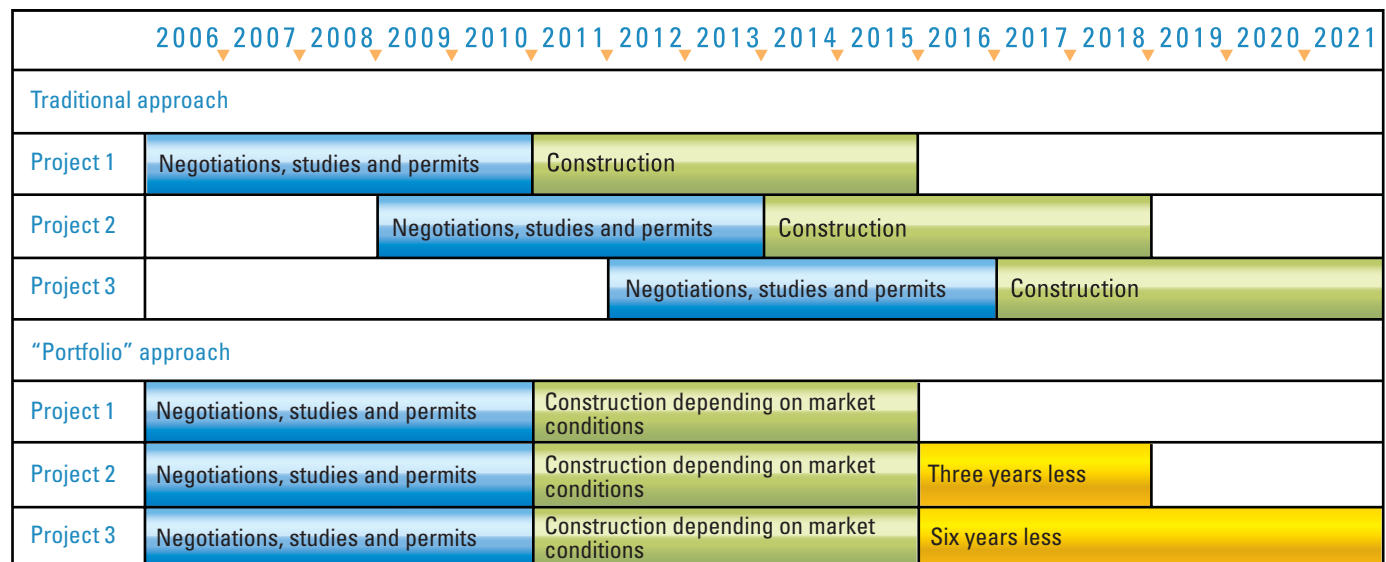 2006 2007 2008 2009 2010 2011 2012 2013 2014 2015 2016 2017 2018 2019 2020 2021
Traditional approach
Project 1 Negotiations, studies and permits Construction
Project 2 Negotiations, studies and permits Construction
Project 3 Negotiations, studies and permits Construction
“Portfolio” approach
Project 1 Negotiations, studies and permits Construction depending on market
conditions
Project 2 Negotiations, studies and permits Construction depending on market
conditions Three years less
Project 3 Negotiations, studies and permits Construction depending on market
conditions Six years less